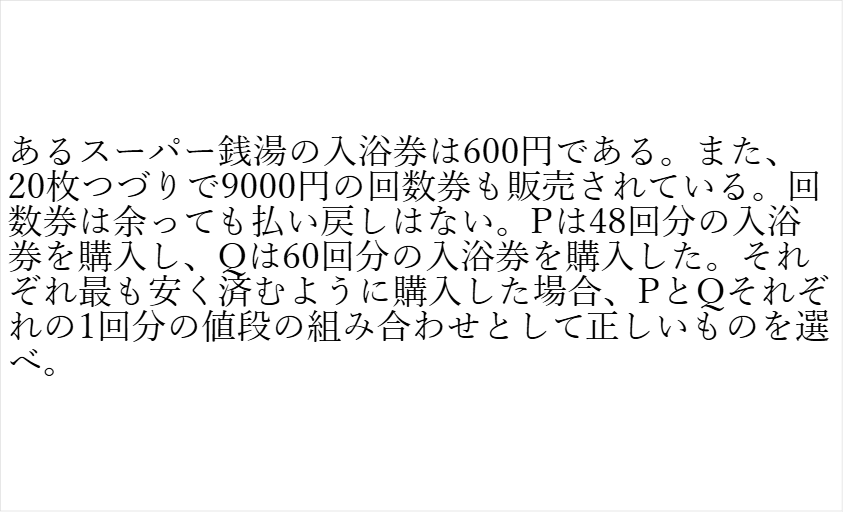 あるスーパー銭湯の入浴券は600円である。また、
20枚つづりで9000円の回数券も販売されている。回
数券は余っても払い戻しはない。Pは48回分の入浴
券を購入し、Qは60回分の入浴券を購入した。それ
ぞれ最も安く済むように購入した場合、PとQそれぞ
れの1回分の値段の組み合わせとして正しいものを選
べ。